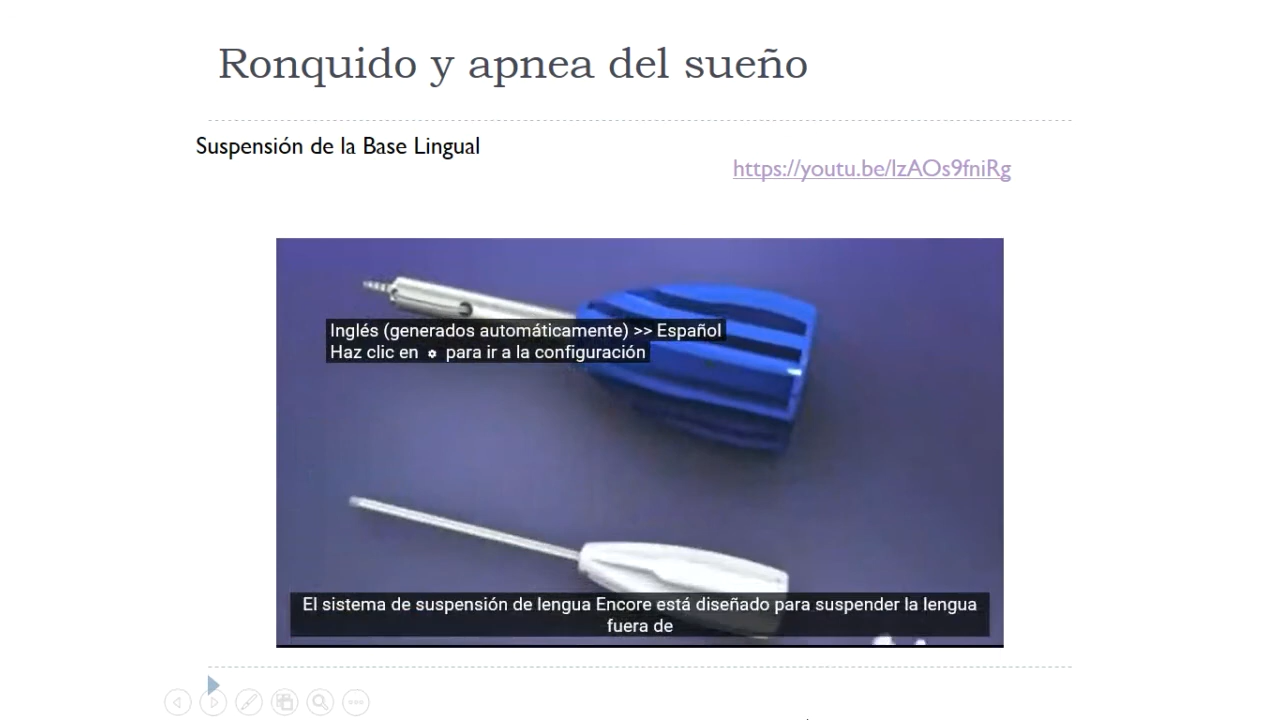 Ronquido y apnea del sueño
Suspensión de la Base Lingual
https://youtu.be/lzAOs9fniRg
Inglés (generados automáticamente) >> Español
Haz clic en para ir a la configuración
El sistema de suspensión de lengua Encore está diseñado para suspender la lengua
fuera de